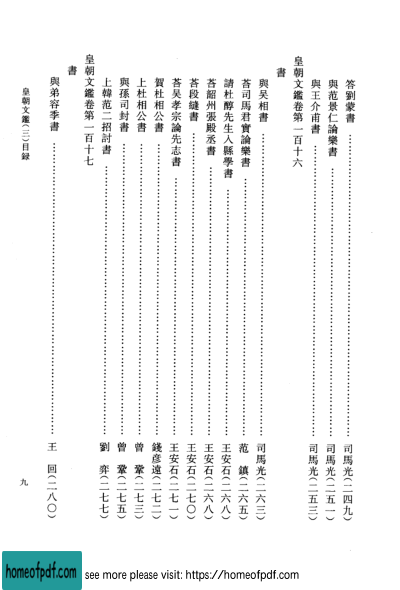 答劉蒙書……司馬光(二四九)
與范景仁論樂書……司馬光(二五一)
與王介甫書……司馬光(二五三)
皇朝文鑑卷第一百十六
書
與吳相書……司馬光(二六三)
荅司馬君實論樂書……范鎮(二六五)
請杜醇先生入縣學書……王安石(二六八)
荅韶州張殿丞書……王安石(二六八)
荅段縫書……王安石(二七〇)
荅吳孝宗論先志書……王安石(二七一)
賀杜相公書……錢彥遠(二七二)
上杜相公書……曾鞏(二七三)
與孫司封書……曾鞏(二七五)
上韓范二招討書……劉弈(二七七)
皇朝文鑑卷第一百十七
書
與弟容季書……王回(二八〇)
皇朝文鑑(三)目錄
九
homeofpdf.com
see more please visit: https://homeofpdf.com